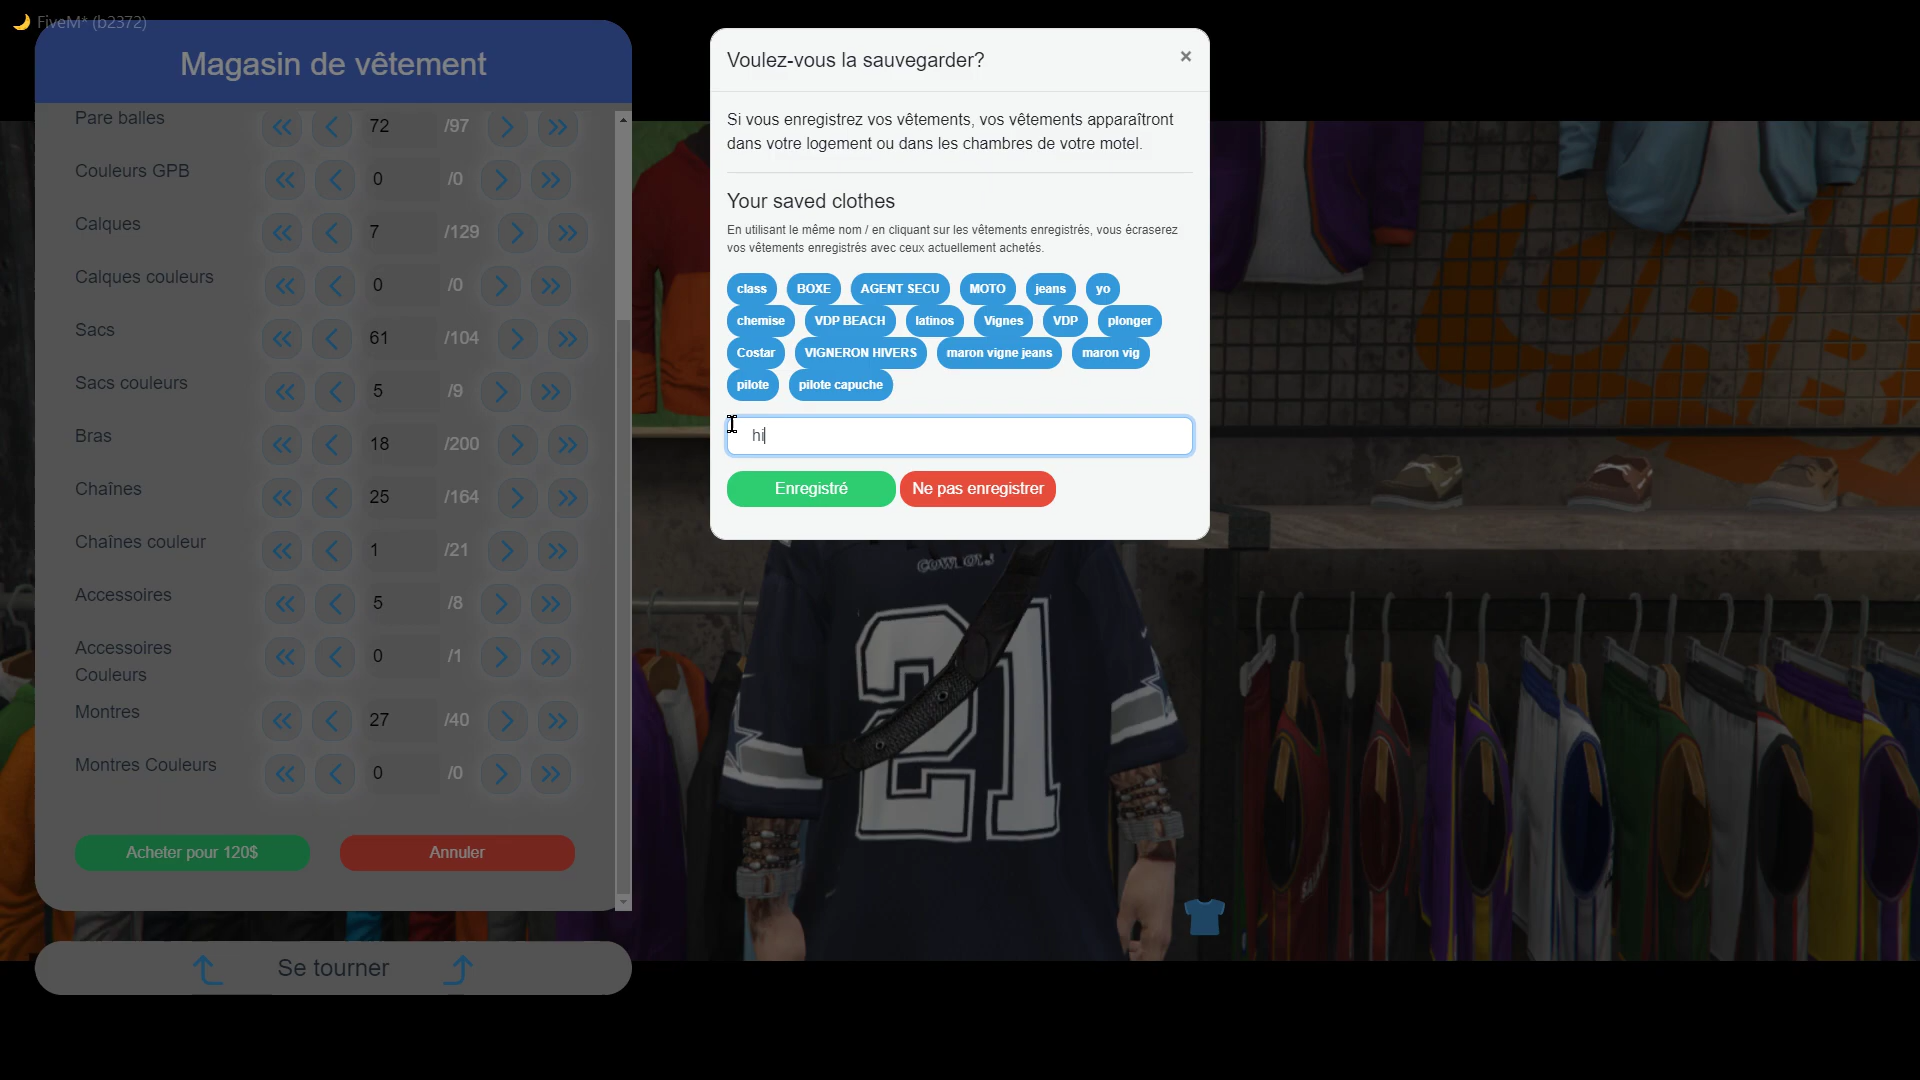 FiveM* (b2372)
Magasin de vêtement
Pare balles 72 /97
Couleurs GPB 0 /0
Calques 7 /129
Calques couleurs 0 /0
Sacs 61 /104
Sacs couleurs 5 /9
Bras 18 /200
Chaînes 25 /164
Chaînes couleur 1 /21
Accessoires 5 /8
Accessoires 0 /1
Couleurs
Montres 27 /40
Montres Couleurs 0 /0
Acheter pour 120$ Annuler
Se tourner
Voulez-vous la sauvegarder? ×
Si vous enregistrez vos vêtements, vos vêtements apparaîtront
dans votre logement ou dans les chambres de votre motel.
Your saved clothes
En utilisant le même nom / en cliquant sur les vêtements enregistrés, vous écraserez
vos vêtements enregistrés avec ceux actuellement achetés.
class BOXE AGENT SECU MOTO jeans yo
chemise VDP BEACH latinos Vignes VDP plonger
Costar VIGNERON HIVERS maron vigne jeans maron vig
pilote pilote capuche
hi
Enregistré Ne pas enregistrer
COWBOYS
21